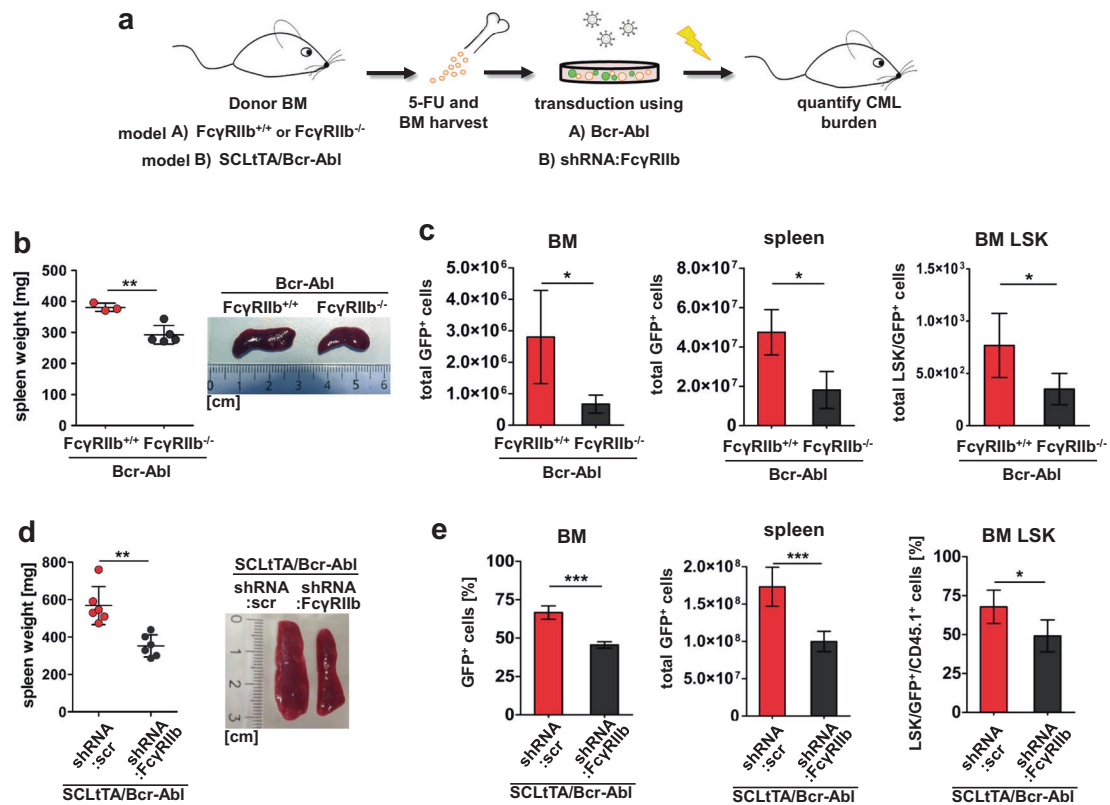 a
Donor BM
model A) FcγRIIb+/+ or FcγRIIb-/-
model B) SCLtTA/Bcr-Abl
5-FU and
BM harvest
transduction using
A) Bcr-Abl
B) shRNA:FcγRIIb
quantify CML
burden
b
spleen weight [mg]
500
400
300
200
100
0
**
FcγRIIb+/+ FcγRIIb-/-
Bcr-Abl
Bcr-Abl
FcγRIIb+/+ FcγRIIb-/-
0 1 2 3 4 5 6
[cm]
c
BM
total GFP+ cells
5.0×10^6
4.0×10^6
3.0×10^6
2.0×10^6
1.0×10^6
0
*
FcγRIIb+/+ FcγRIIb-/-
Bcr-Abl
spleen
total GFP+ cells
8.0×10^7
6.0×10^7
4.0×10^7
2.0×10^7
0
*
FcγRIIb+/+ FcγRIIb-/-
Bcr-Abl
BM LSK
total LSK/GFP+ cells
1.5×10^3
1.0×10^3
5.0×10^2
0
*
FcγRIIb+/+ FcγRIIb-/-
Bcr-Abl
d
spleen weight [mg]
800
600
400
200
0
**
shRNA
:scr
shRNA
:FcγRIIb
SCLtTA/Bcr-Abl
SCLtTA/Bcr-Abl
shRNA
:scr
shRNA
:FcγRIIb
0
1
2
3
[cm]
e
BM
GFP+ cells [%]
100
75
50
25
0
***
shRNA
:scr
shRNA
:FcγRIIb
SCLtTA/Bcr-Abl
spleen
total GFP+ cells
2.0×10^8
1.5×10^8
1.0×10^8
5.0×10^7
0
***
shRNA
:scr
shRNA
:FcγRIIb
SCLtTA/Bcr-Abl
BM LSK
LSK/GFP+/CD45.1+ cells [%]
100
75
50
25
0
*
shRNA
:scr
shRNA
:FcγRIIb
SCLtTA/Bcr-Abl